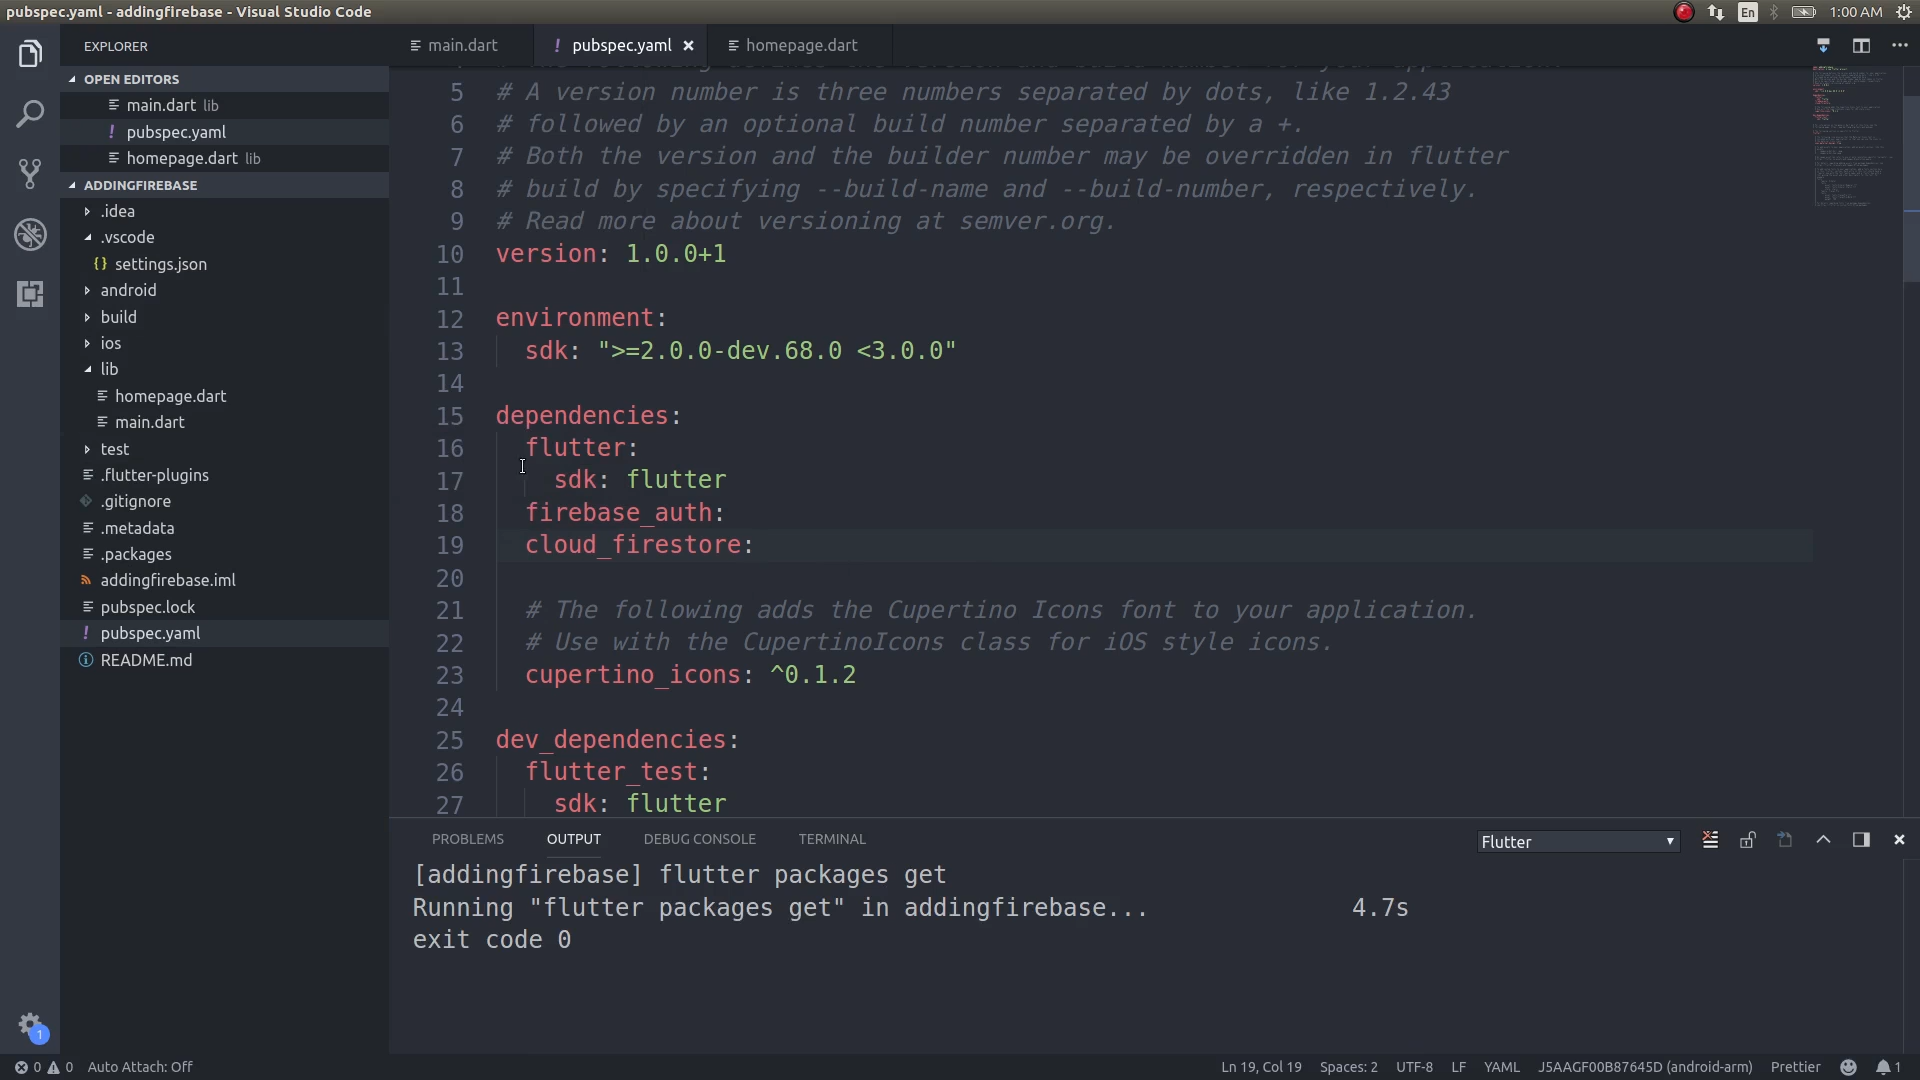 pubspec.yaml - addingfirebase - Visual Studio Code
En
1:00 AM
EXPLORER
main.dart
! pubspec.yaml
homepage.dart
OPEN EDITORS
main.dart lib
! pubspec.yaml
homepage.dart lib
ADDINGFIREBASE
.idea
.vscode
{} settings.json
android
build
ios
lib
homepage.dart
main.dart
test
.flutter-plugins
.gitignore
.metadata
.packages
addingfirebase.iml
pubspec.lock
! pubspec.yaml
README.md
5 # A version number is three numbers separated by dots, like 1.2.43
6 # followed by an optional build number separated by a +.
7 # Both the version and the builder number may be overridden in flutter
8 # build by specifying --build-name and --build-number, respectively.
9 # Read more about versioning at semver.org.
10 version: 1.0.0+1
11
12 environment:
13 sdk: ">=2.0.0-dev.68.0 <3.0.0"
14
15 dependencies:
16 flutter:
17 sdk: flutter
18 firebase_auth:
19 cloud_firestore:
20
21 # The following adds the Cupertino Icons font to your application.
22 # Use with the CupertinoIcons class for iOS style icons.
23 cupertino_icons: ^0.1.2
24
25 dev_dependencies:
26 flutter_test:
27 sdk: flutter
PROBLEMS OUTPUT DEBUG CONSOLE TERMINAL
Flutter
[addingfirebase] flutter packages get
Running "flutter packages get" in addingfirebase... 4.7s
exit code 0
1
0 0 Auto Attach: Off
Ln 19, Col 19 Spaces: 2 UTF-8 LF YAML J5AAGF00B87645D (android-arm) Prettier 1